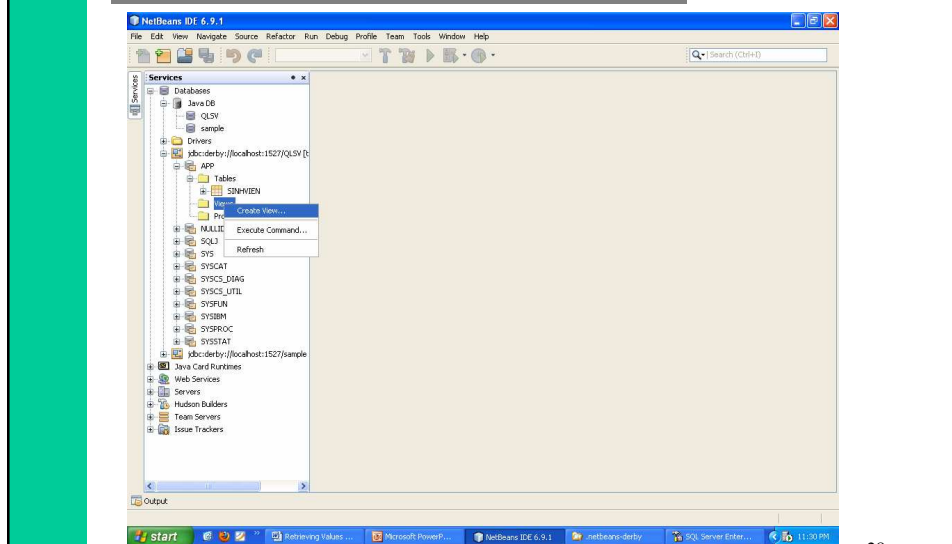 NetBeans IDE 6.9.1
File Edit View Navigate Source Refactor Run Debug Profile Team Tools Window Help
Search (Ctrl+I)
Services
Services
Databases
Java DB
QLSV
sample
Drivers
jdbc:derby://localhost:1527/QLSV [t
APP
Tables
SINHVIEN
Views
Create View...
Execute Command...
Refresh
NULLID
SQLJ
SYS
SYSCAT
SYSCS_DIAG
SYSCS_UTIL
SYSFUN
SYSIBM
SYSPROC
SYSSTAT
jdbc:derby://localhost:1527/sample
Java Card Runtimes
Web Services
Servers
Hudson Builders
Team Servers
Issue Trackers
Output
start
Retrieving Values ...
Microsoft PowerP...
NetBeans IDE 6.9.1
.netbeans-derby
SQL Server Enter...
11:30 PM